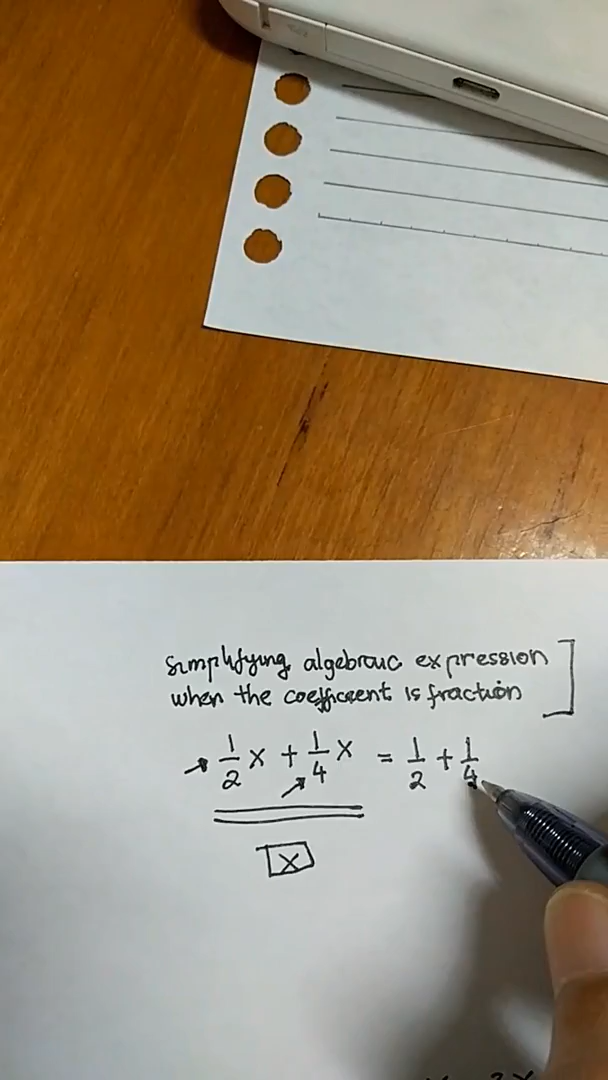 simplifying algebraic expression
when the coefficient is fraction
1/2 x + 1/4 x = 1/2 + 1/4
x